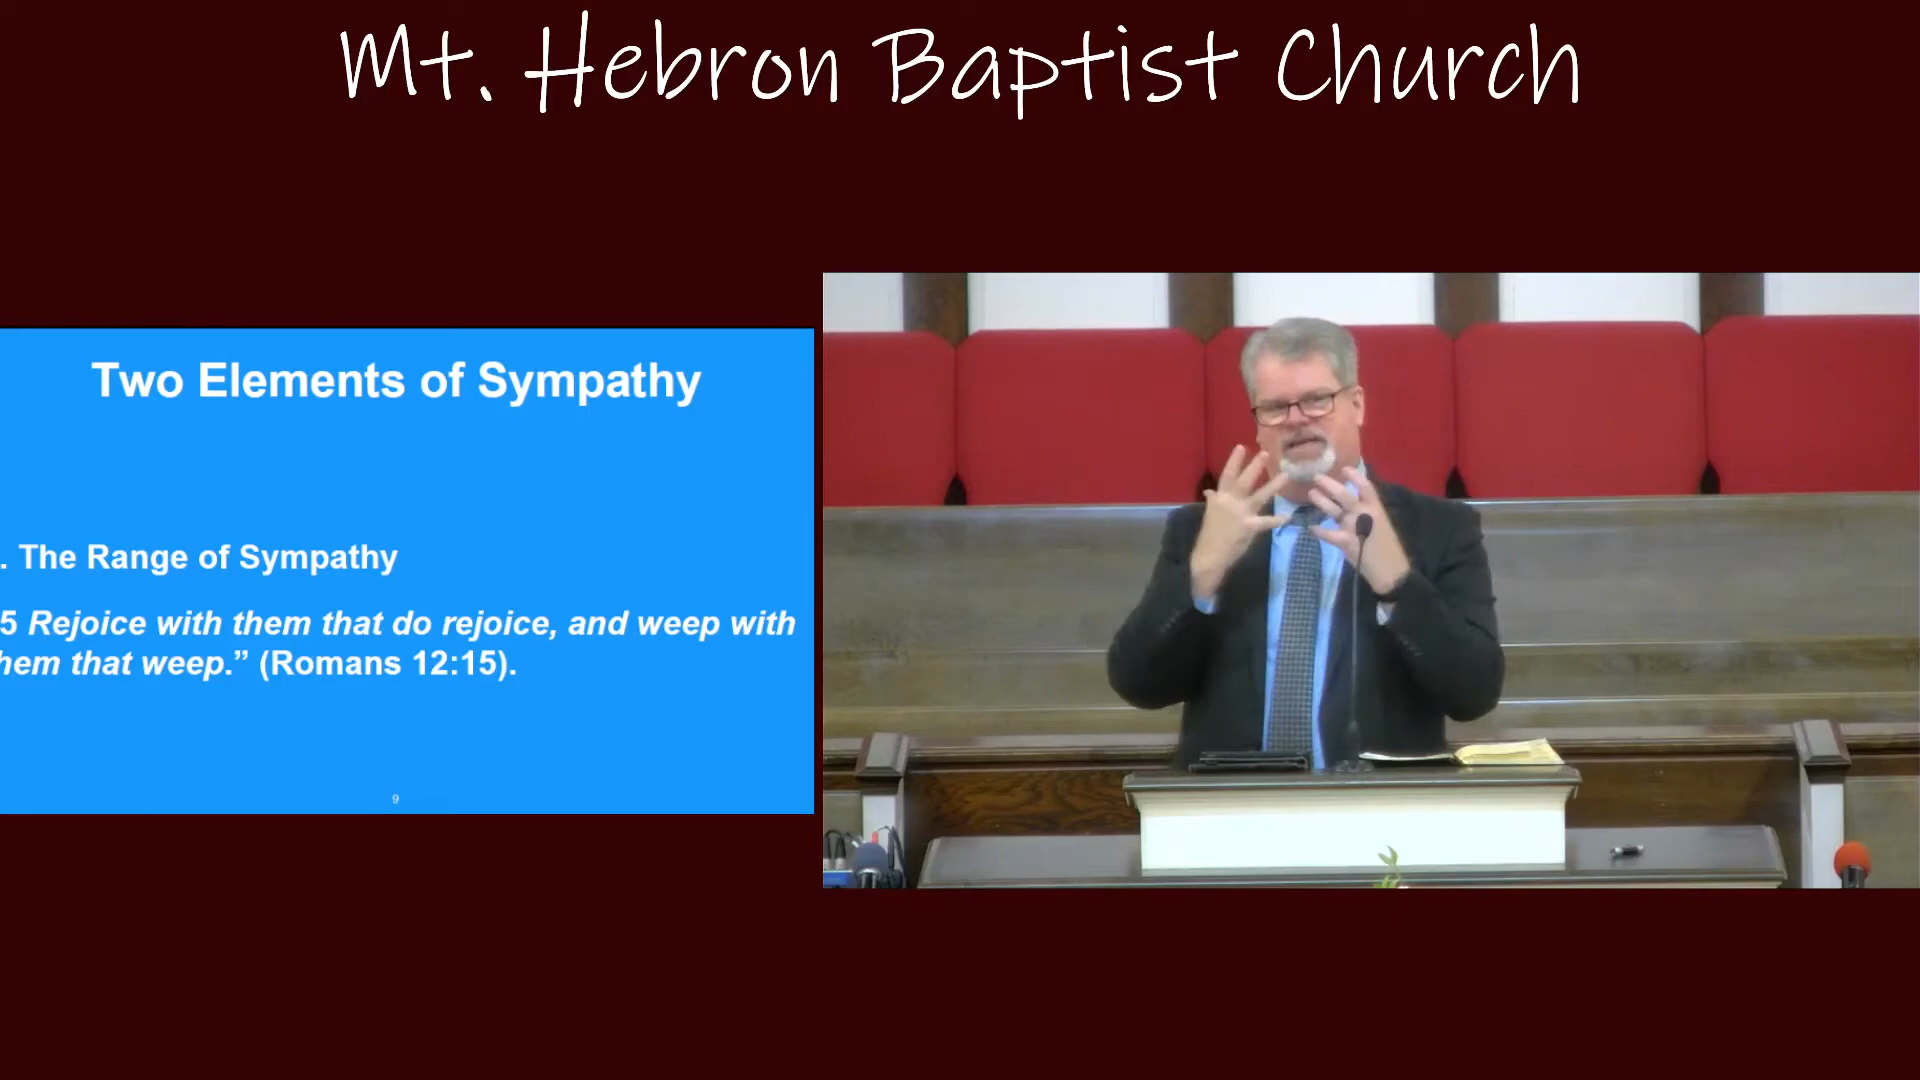 Mt. Hebron Baptist Church
Two Elements of Sympathy
. The Range of Sympathy
5 Rejoice with them that do rejoice, and weep with
hem that weep.” (Romans 12:15).
9